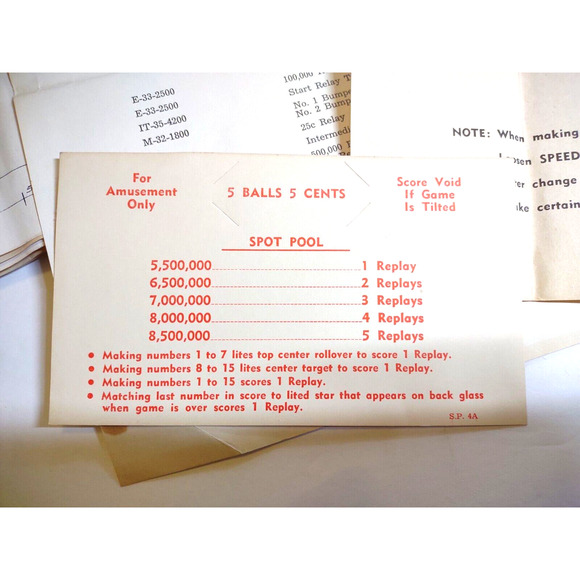 100,000
E-33-2500
Start Relay
E-33-2500
No. 1 Bumpe
IT-35-4200
No. 2 Bump
M-32-1800
25c Relay
Intermedi
500,000
NOTE: When making
SPEED
change
ke certain
For
Amusement
Only
5 BALLS 5 CENTS
Score Void
If Game
Is Tilted
SPOT POOL
5,500,000 1 Replay
6,500,000 2 Replays
7,000,000 3 Replays
8,000,000 4 Replays
8,500,000 5 Replays
• Making numbers 1 to 7 lites top center rollover to score 1 Replay.
• Making numbers 8 to 15 lites center target to score 1 Replay.
• Making numbers 1 to 15 scores 1 Replay.
• Matching last number in score to lited star that appears on back glass
when game is over scores 1 Replay.
S.P. 4A